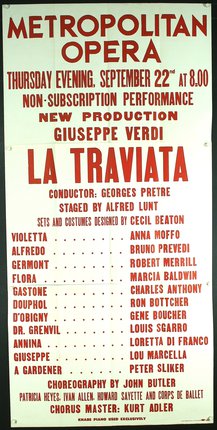 METROPOLITAN
OPERA
THURSDAY EVENING, SEPTEMBER 22nd AT 8.00
NON-SUBSCRIPTION PERFORMANCE
NEW PRODUCTION
GIUSEPPE VERDI
LA TRAVIATA
CONDUCTOR: GEORGES PRETRE
STAGED BY ALFRED LUNT
SETS AND COSTUMES DESIGNED BY CECIL BEATON
VIOLETTA . . . . . . . . . . ANNA MOFFO
ALFREDO . . . . . . . . . . BRUNO PREVEDI
GERMONT . . . . . . . . . . ROBERT MERRILL
FLORA . . . . . . . . . . MARCIA BALDWIN
GASTONE . . . . . . . . . . CHARLES ANTHONY
DOUPHOL . . . . . . . . . . RON BOTTCHER
D'OBIGNY . . . . . . . . . . GENE BOUCHER
DR. GRENVIL . . . . . . . . LOUIS SGARRO
ANNINA . . . . . . . . . . LORETTA DI FRANCO
GIUSEPPE . . . . . . . . . . LOU MARCELLA
A GARDENER . . . . . . . . PETER SLIKER
CHOREOGRAPHY BY JOHN BUTLER
PATRICIA HEYES, IVAN ALLEN, HOWARD SAYETTE AND CORPS DE BALLET
CHORUS MASTER: KURT ADLER
KNABE PIANO USED EXCLUSIVELY